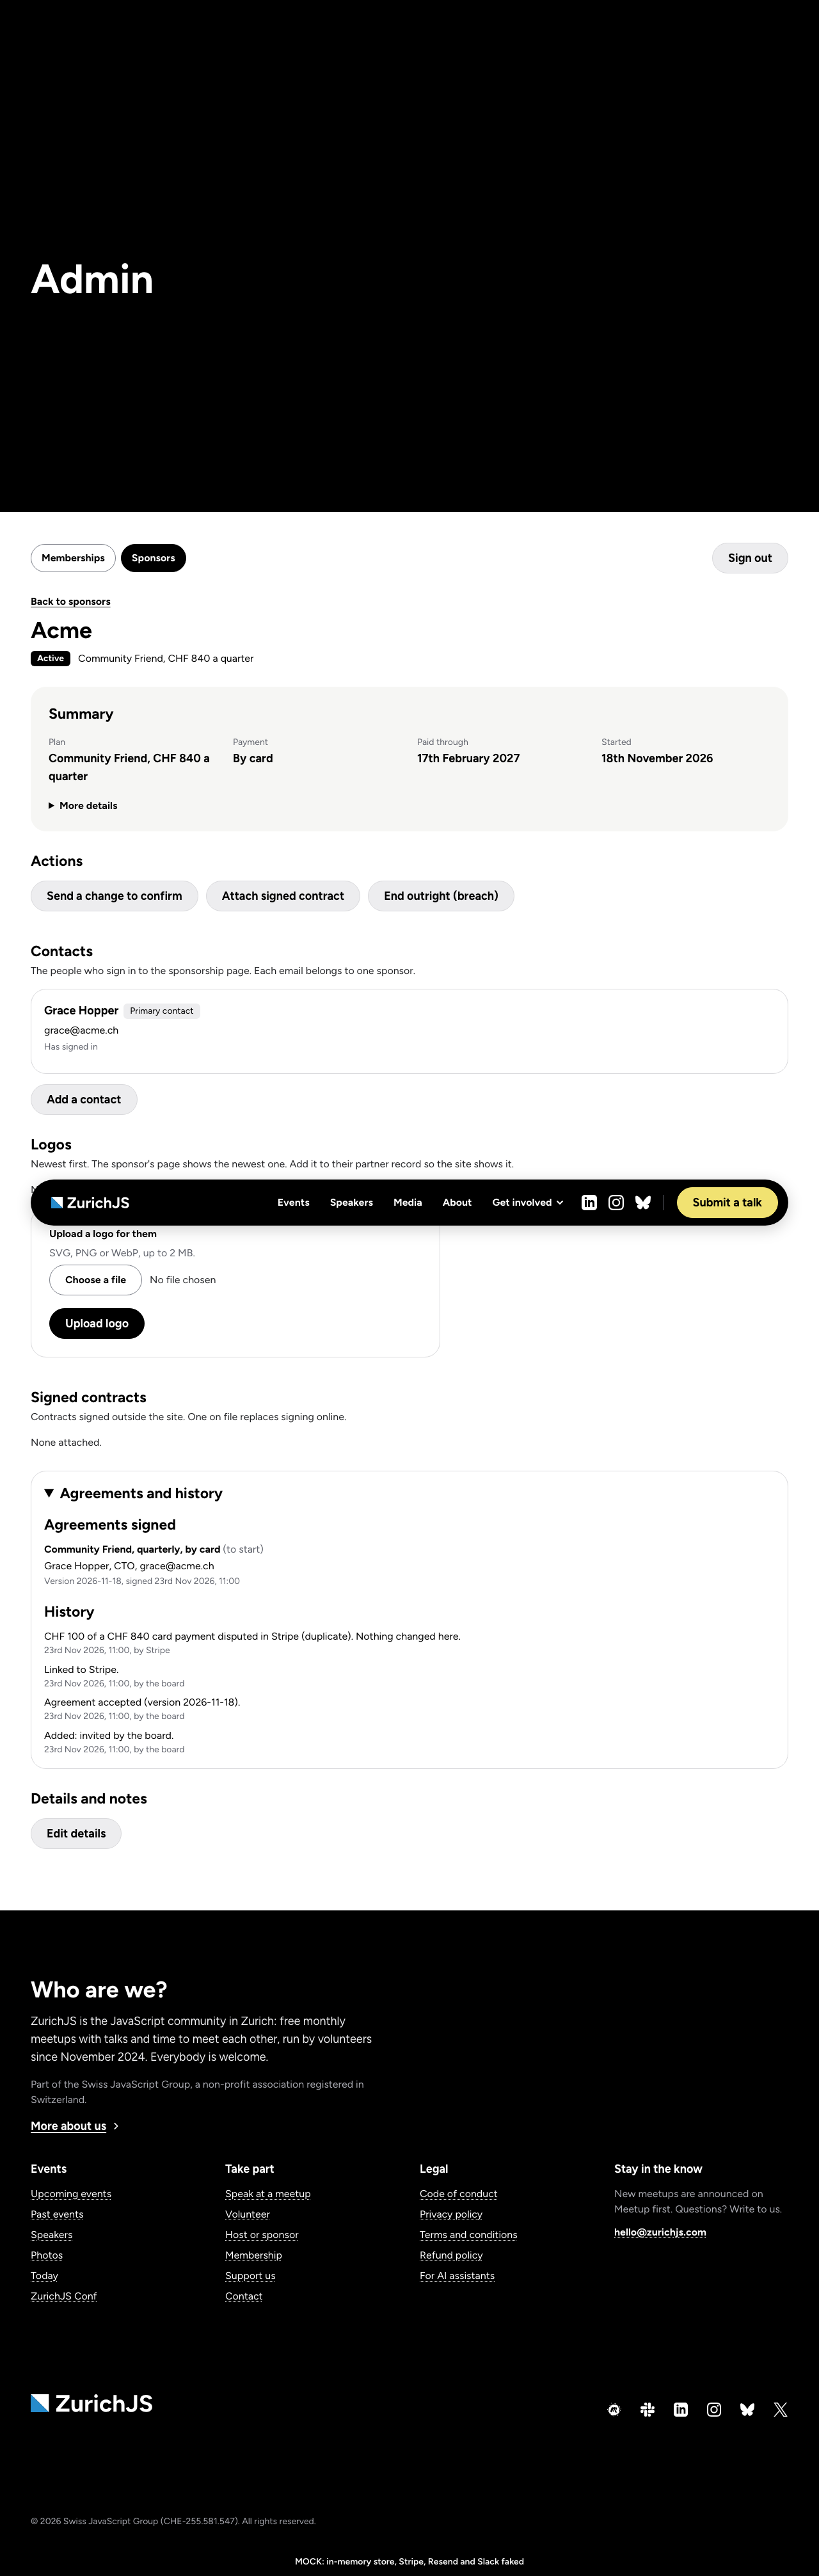 Admin
Memberships
Sponsors
Sign out
Back to sponsors
Acme
Active
Community Friend, CHF 840 a quarter
Summary
Plan
Community Friend, CHF 840 a
quarter
Payment
By card
Paid through
17th February 2027
Started
18th November 2026
More details
Actions
Send a change to confirm
Attach signed contract
End outright (breach)
Contacts
The people who sign in to the sponsorship page. Each email belongs to one sponsor.
Grace Hopper
Primary contact
grace@acme.ch
Has signed in
Add a contact
Logos
Newest first. The sponsor's page shows the newest one. Add it to their partner record so the site shows it.
ZurichJS
Events
Speakers
Media
About
Get involved
Submit a talk
Upload a logo for them
SVG, PNG or WebP, up to 2 MB.
Choose a file
No file chosen
Upload logo
Signed contracts
Contracts signed outside the site. One on file replaces signing online.
None attached.
Agreements and history
Agreements signed
Community Friend, quarterly, by card (to start)
Grace Hopper, CTO, grace@acme.ch
Version 2026-11-18, signed 23rd Nov 2026, 11:00
History
CHF 100 of a CHF 840 card payment disputed in Stripe (duplicate). Nothing changed here.
23rd Nov 2026, 11:00, by Stripe
Linked to Stripe.
23rd Nov 2026, 11:00, by the board
Agreement accepted (version 2026-11-18).
23rd Nov 2026, 11:00, by the board
Added: invited by the board.
23rd Nov 2026, 11:00, by the board
Details and notes
Edit details
Who are we?
ZurichJS is the JavaScript community in Zurich: free monthly
meetups with talks and time to meet each other, run by volunteers
since November 2024. Everybody is welcome.
Part of the Swiss JavaScript Group, a non-profit association registered in
Switzerland.
More about us
Events
Upcoming events
Past events
Speakers
Photos
Today
ZurichJS Conf
Take part
Speak at a meetup
Volunteer
Host or sponsor
Membership
Support us
Contact
Legal
Code of conduct
Privacy policy
Terms and conditions
Refund policy
For AI assistants
Stay in the know
New meetups are announced on
Meetup first. Questions? Write to us.
hello@zurichjs.com
ZurichJS
© 2026 Swiss JavaScript Group (CHE-255.581.547). All rights reserved.
MOCK: in-memory store, Stripe, Resend and Slack faked